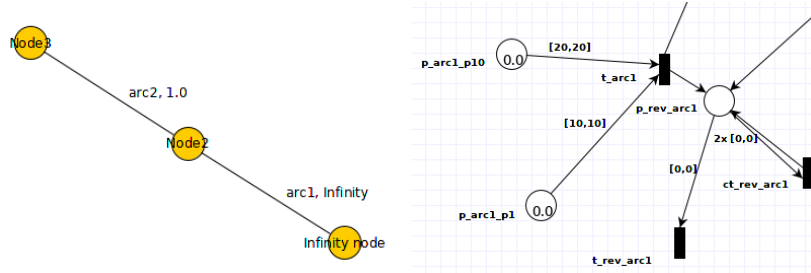 Node3
arc2, 1.0
Node2
arc1, Infinity
Infinity node
[20,20]
p_arc1_p10
0.0
t_arc1
p_rev_arc1
[10,10]
2x [0,0]
[0,0]
ct_rev_arc1
p_arc1_p1
0.0
t_rev_arc1